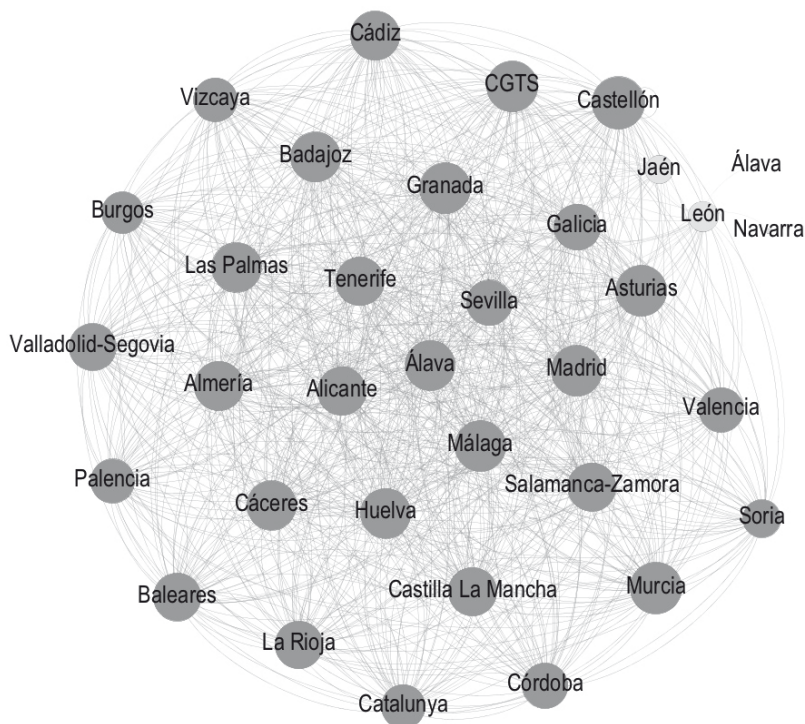 Cádiz
CGTS
Vizcaya
Castellón
Badajoz
Jaén
Álava
Granada
Burgos
León
Galicia
Navarra
Las Palmas
Tenerife
Asturias
Sevilla
Valladolid-Segovia
Álava
Madrid
Almería
Alicante
Valencia
Málaga
Palencia
Salamanca-Zamora
Cáceres
Huelva
Soria
Castilla La Mancha
Murcia
Baleares
La Rioja
Córdoba
Catalunya